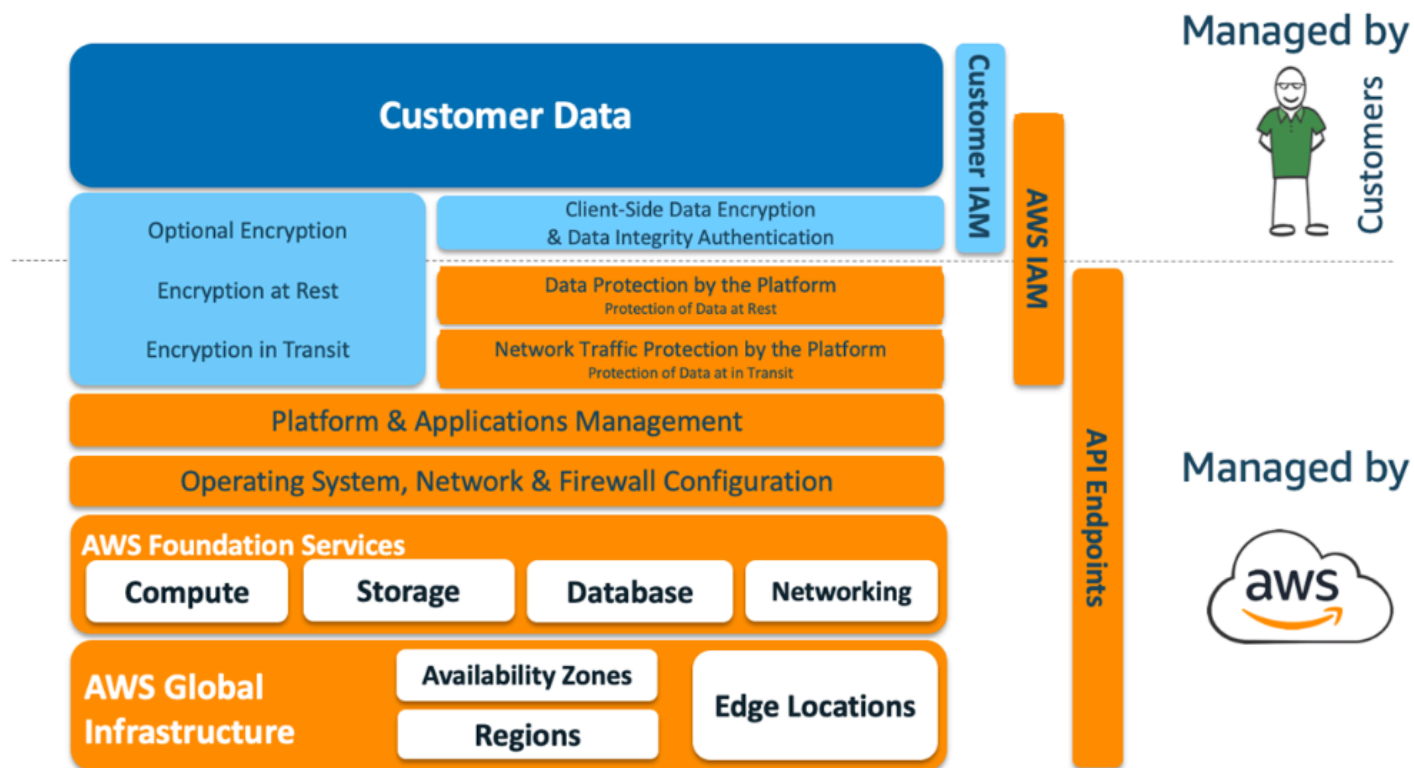 Managed by
Customers
Customer Data
Customer IAM
AWS IAM
Optional Encryption
Client-Side Data Encryption
& Data Integrity Authentication
Encryption at Rest
Data Protection by the Platform
Protection of Data at Rest
Encryption in Transit
Network Traffic Protection by the Platform
Protection of Data at in Transit
Platform & Applications Management
API Endpoints
Managed by
aws
Operating System, Network & Firewall Configuration
AWS Foundation Services
Compute
Storage
Database
Networking
AWS Global
Infrastructure
Availability Zones
Regions
Edge Locations